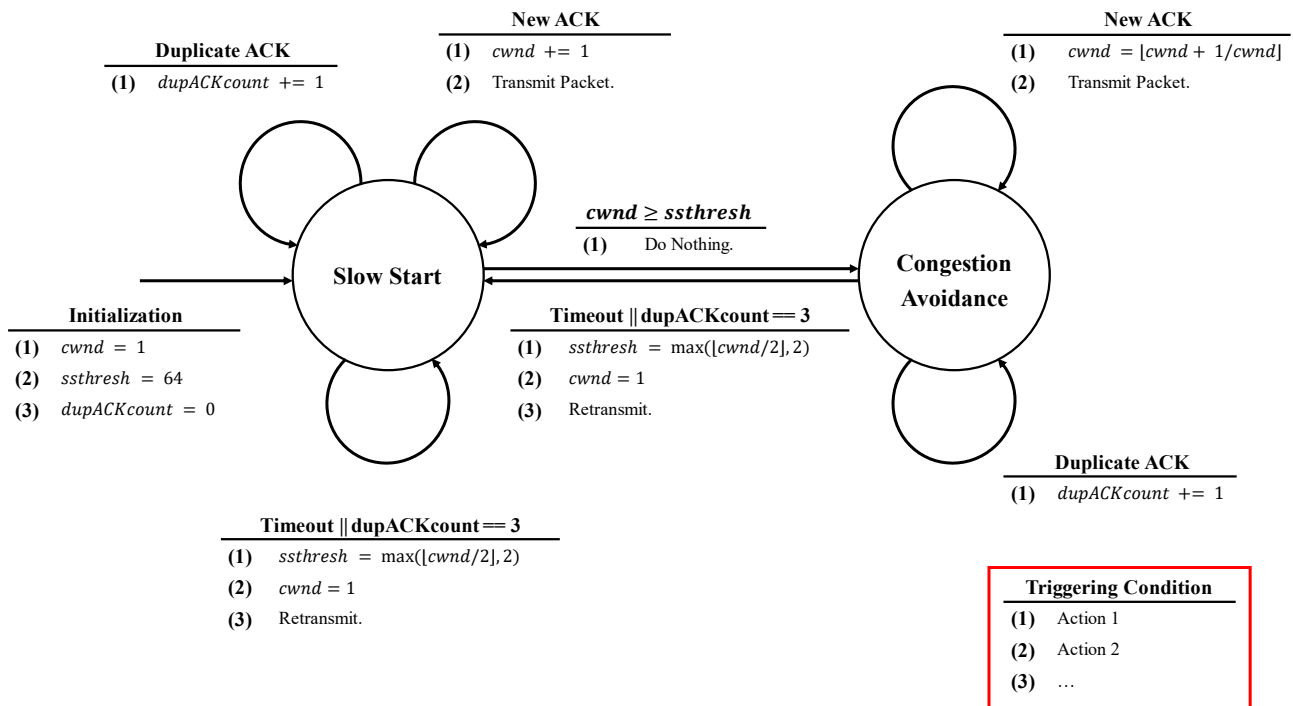 New ACK
(1) cwnd += 1
(2) Transmit Packet.
Duplicate ACK
(1) dupACKcount += 1
New ACK
(1) cwnd = ⌊cwnd + 1/cwnd⌋
(2) Transmit Packet.
cwnd ≥ ssthresh
(1) Do Nothing.
Slow Start
Congestion
Avoidance
Initialization
(1) cwnd = 1
(2) ssthresh = 64
(3) dupACKcount = 0
Timeout || dupACKcount == 3
(1) ssthresh = max(⌊cwnd/2⌋, 2)
(2) cwnd = 1
(3) Retransmit.
Duplicate ACK
(1) dupACKcount += 1
Timeout || dupACKcount == 3
(1) ssthresh = max(⌊cwnd/2⌋, 2)
(2) cwnd = 1
(3) Retransmit.
Triggering Condition
(1) Action 1
(2) Action 2
(3) …